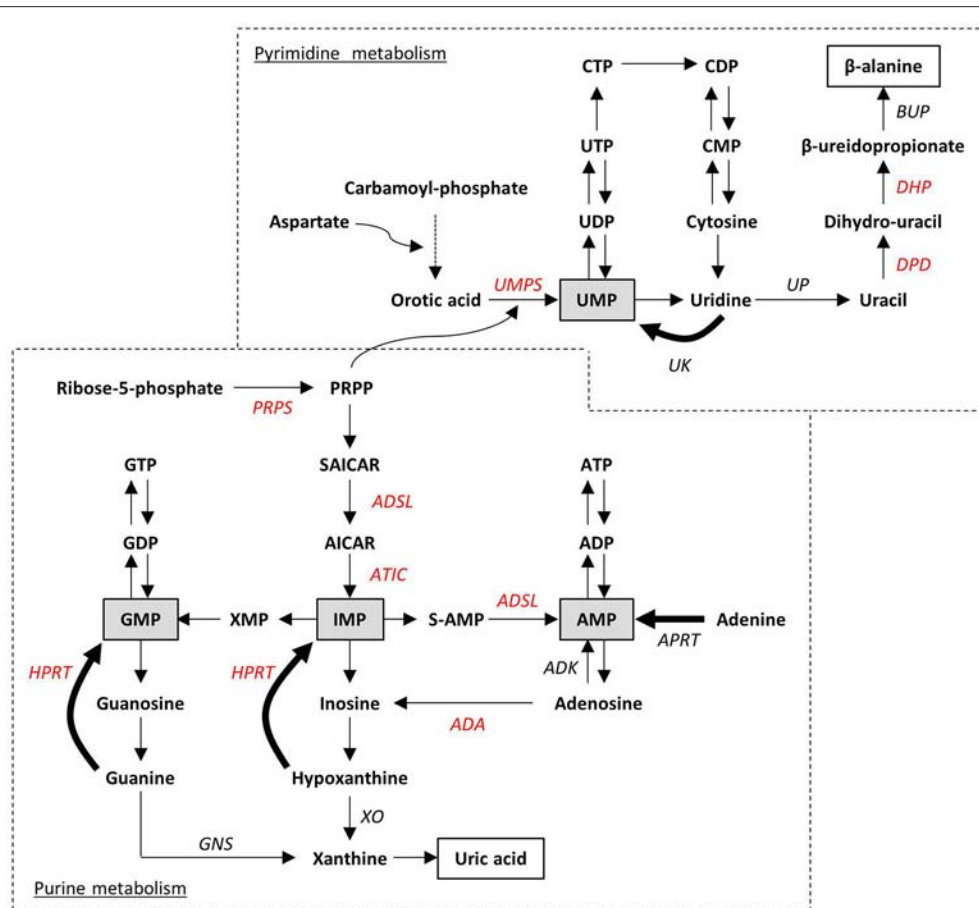 Pyrimidine metabolism
CTP
CDP
β-alanine
BUP
UTP
CMP
β-ureidopropionate
Carbamoyl-phosphate
DHP
Aspartate
UDP
Cytosine
Dihydro-uracil
UMPS
DPD
Orotic acid
UMP
Uridine
UP
Uracil
UK
Ribose-5-phosphate
PRPP
PRPS
GTP
SAICAR
ATP
ADSL
GDP
AICAR
ADP
ATIC
ADSL
GMP
XMP
IMP
S-AMP
AMP
Adenine
APRT
HPRT
HPRT
ADK
Guanosine
Inosine
Adenosine
ADA
Guanine
Hypoxanthine
XO
GNS
Xanthine
Uric acid
Purine metabolism